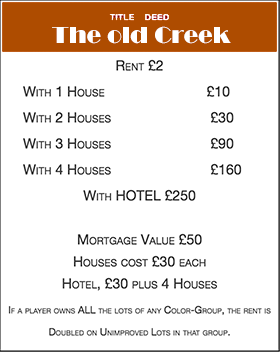 TITLE DEED
The old Creek
RENT £2
WITH 1 HOUSE £10
WITH 2 HOUSES £30
WITH 3 HOUSES £90
WITH 4 HOUSES £160
WITH HOTEL £250
MORTGAGE VALUE £50
HOUSES COST £30 EACH
HOTEL, £30 PLUS 4 HOUSES
IF A PLAYER OWNS ALL THE LOTS OF ANY COLOR-GROUP, THE RENT IS
DOUBLED ON UNIMPROVED LOTS IN THAT GROUP.